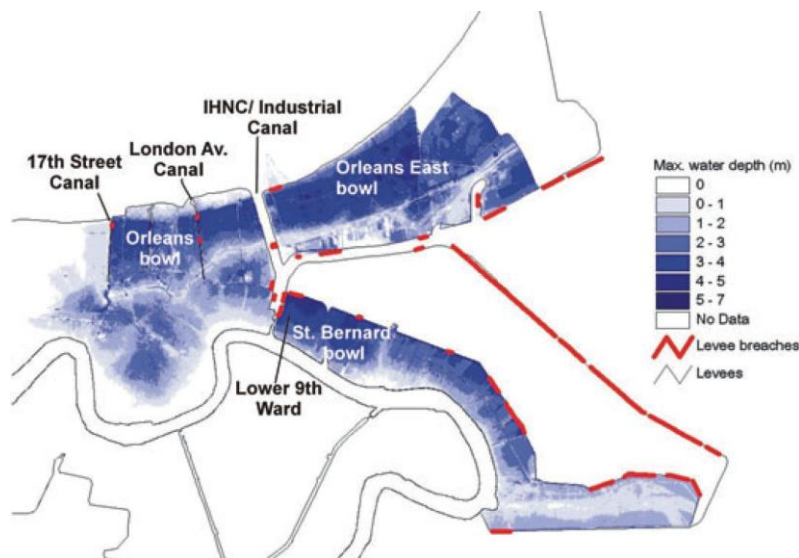 IHNC/ Industrial
Canal
London Av.
Canal
17th Street
Canal
Orleans East
bowl
Orleans
bowl
St. Bernard
bowl
Lower 9th
Ward
Max. water depth (m)
0
0 - 1
1 - 2
2 - 3
3 - 4
4 - 5
5 - 7
No Data
Levee breaches
Levees